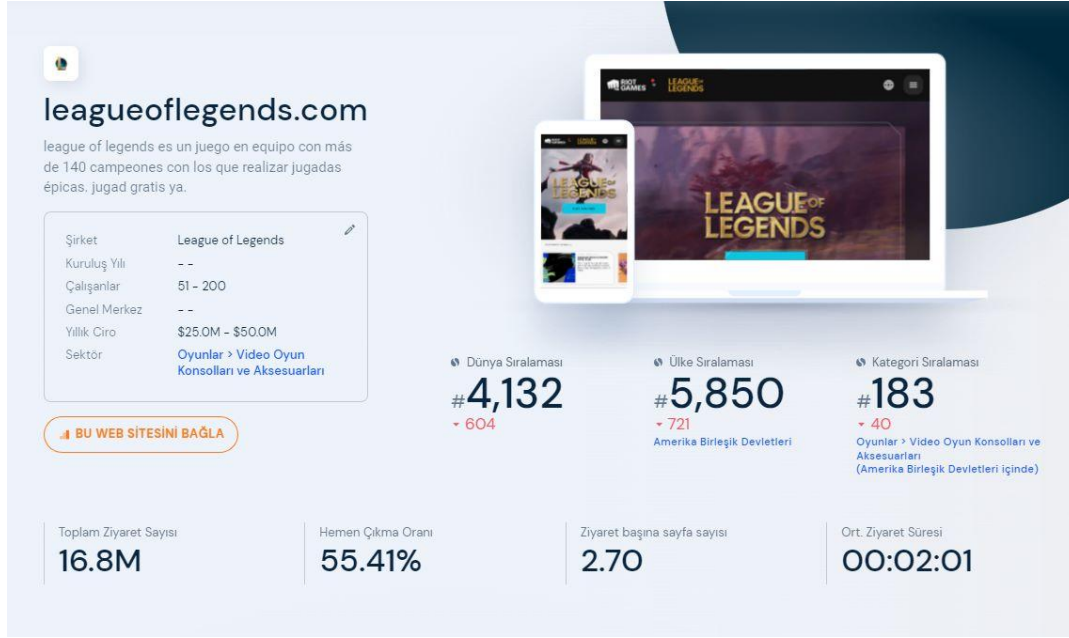 leagueoflegends.com
league of legends es un juego en equipo con más
de 140 campeones con los que realizar jugadas
épicas. jugad gratis ya.
Şirket League of Legends
Kuruluş Yılı - -
Çalışanlar 51 - 200
Genel Merkez - -
Yıllık Ciro $25.0M - $50.0M
Sektör Oyunlar > Video Oyun
Konsolları ve Aksesuarları
BU WEB SİTESİNİ BAĞLA
RIOT
GAMES
LEAGUE OF
LEGENDS
LEAGUE OF
LEGENDS
LEAGUE OF
LEGENDS
Dünya Sıralaması
#4,132
604
Ülke Sıralaması
#5,850
721
Amerika Birleşik Devletleri
Kategori Sıralaması
#183
40
Oyunlar > Video Oyun Konsolları ve
Aksesuarları
(Amerika Birleşik Devletleri içinde)
Toplam Ziyaret Sayısı
16.8M
Hemen Çıkma Oranı
55.41%
Ziyaret başına sayfa sayısı
2.70
Ort. Ziyaret Süresi
00:02:01